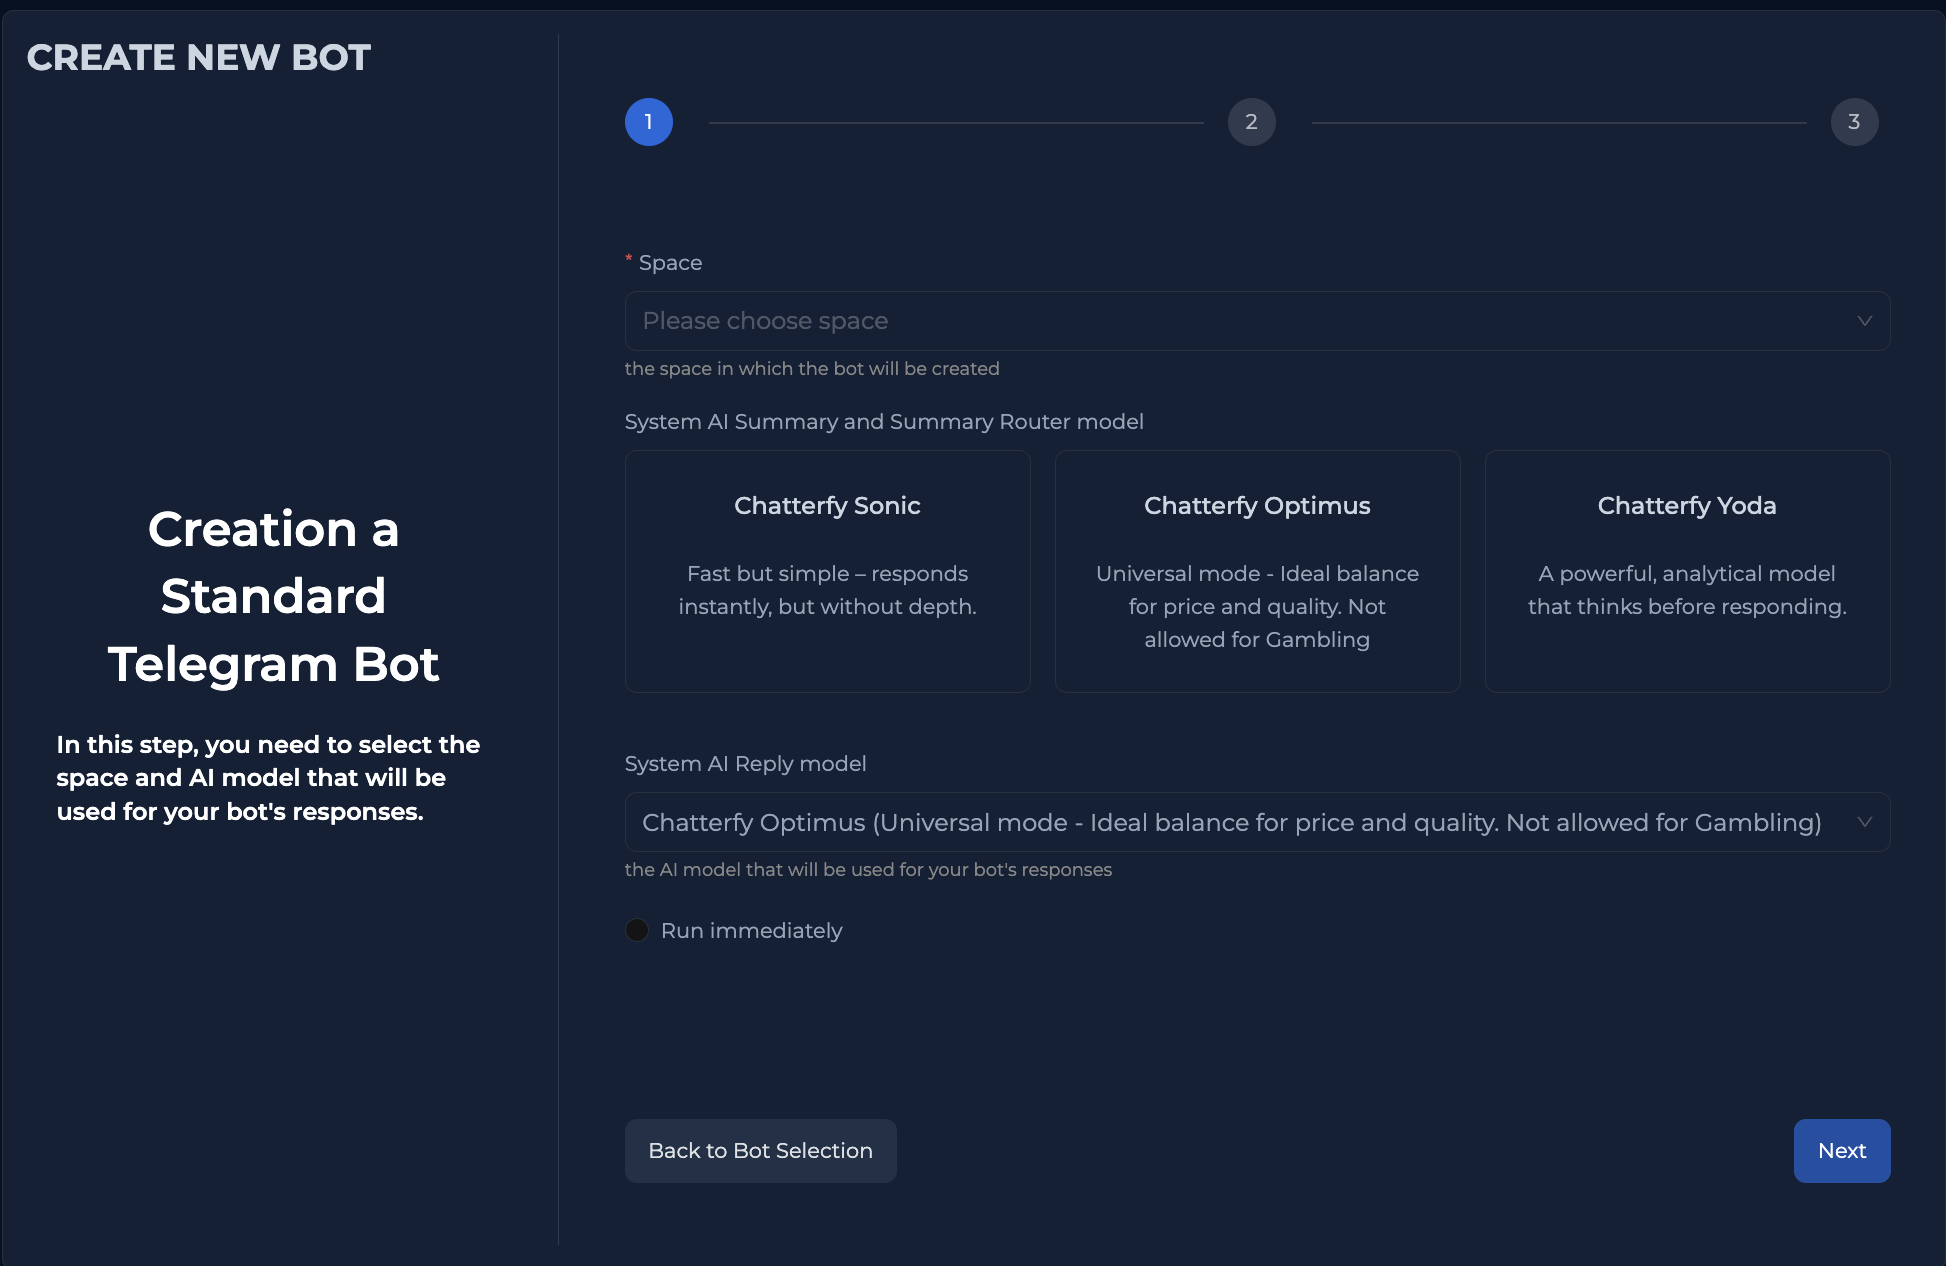 CREATE NEW BOT
Creation a
Standard
Telegram Bot
In this step, you need to select the
space and AI model that will be
used for your bot's responses.
1
2
3
* Space
Please choose space
the space in which the bot will be created
System AI Summary and Summary Router model
Chatterfy Sonic
Fast but simple – responds
instantly, but without depth.
Chatterfy Optimus
Universal mode - Ideal balance
for price and quality. Not
allowed for Gambling
Chatterfy Yoda
A powerful, analytical model
that thinks before responding.
System AI Reply model
Chatterfy Optimus (Universal mode - Ideal balance for price and quality. Not allowed for Gambling)
the AI model that will be used for your bot's responses
Run immediately
Back to Bot Selection
Next